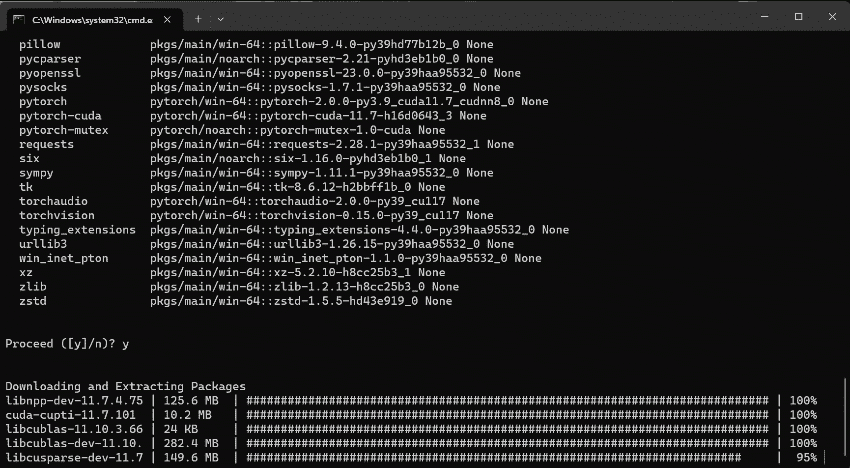 C:\Windows\system32\cmd.e
pillow pkgs/main/win-64::pillow-9.4.0-py39hd77b12b_0 None
pycparser pkgs/main/noarch::pycparser-2.21-pyhd3eb1b0_0 None
pyopenssl pkgs/main/win-64::pyopenssl-23.0.0-py39haa95532_0 None
pysocks pkgs/main/win-64::pysocks-1.7.1-py39haa95532_0 None
pytorch pytorch/win-64::pytorch-2.0.0-py3.9_cuda11.7_cudnn8_0 None
pytorch-cuda pytorch/win-64::pytorch-cuda-11.7-h16d0643_3 None
pytorch-mutex pytorch/noarch::pytorch-mutex-1.0-cuda None
requests pkgs/main/win-64::requests-2.28.1-py39haa95532_1 None
six pkgs/main/noarch::six-1.16.0-pyhd3eb1b0_1 None
sympy pkgs/main/win-64::sympy-1.11.1-py39haa95532_0 None
tk pkgs/main/win-64::tk-8.6.12-h2bbff1b_0 None
torchaudio pytorch/win-64::torchaudio-2.0.0-py39_cu117 None
torchvision pytorch/win-64::torchvision-0.15.0-py39_cu117 None
typing_extensions pkgs/main/win-64::typing_extensions-4.4.0-py39haa95532_0 None
urllib3 pkgs/main/win-64::urllib3-1.26.15-py39haa95532_0 None
win_inet_pton pkgs/main/win-64::win_inet_pton-1.1.0-py39haa95532_0 None
xz pkgs/main/win-64::xz-5.2.10-h8cc25b3_1 None
zlib pkgs/main/win-64::zlib-1.2.13-h8cc25b3_0 None
zstd pkgs/main/win-64::zstd-1.5.5-hd43e919_0 None
Proceed ([y]/n)? y
Downloading and Extracting Packages
libnpp-dev-11.7.4.75 | 125.6 MB | ############################################################################ | 100%
cuda-cupti-11.7.101 | 10.2 MB | ############################################################################ | 100%
libcublas-11.10.3.66 | 24 KB | ############################################################################ | 100%
libcublas-dev-11.10. | 282.4 MB | ############################################################################ | 100%
libcusparse-dev-11.7 | 149.6 MB | ######################################################################## | 95%